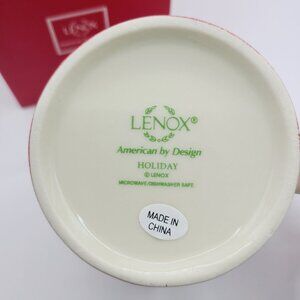 LENOX
LENOX®
American by Design
HOLIDAY
© LENOX
MICROWAVE/DISHWASHER SAFE
MADE IN
CHINA